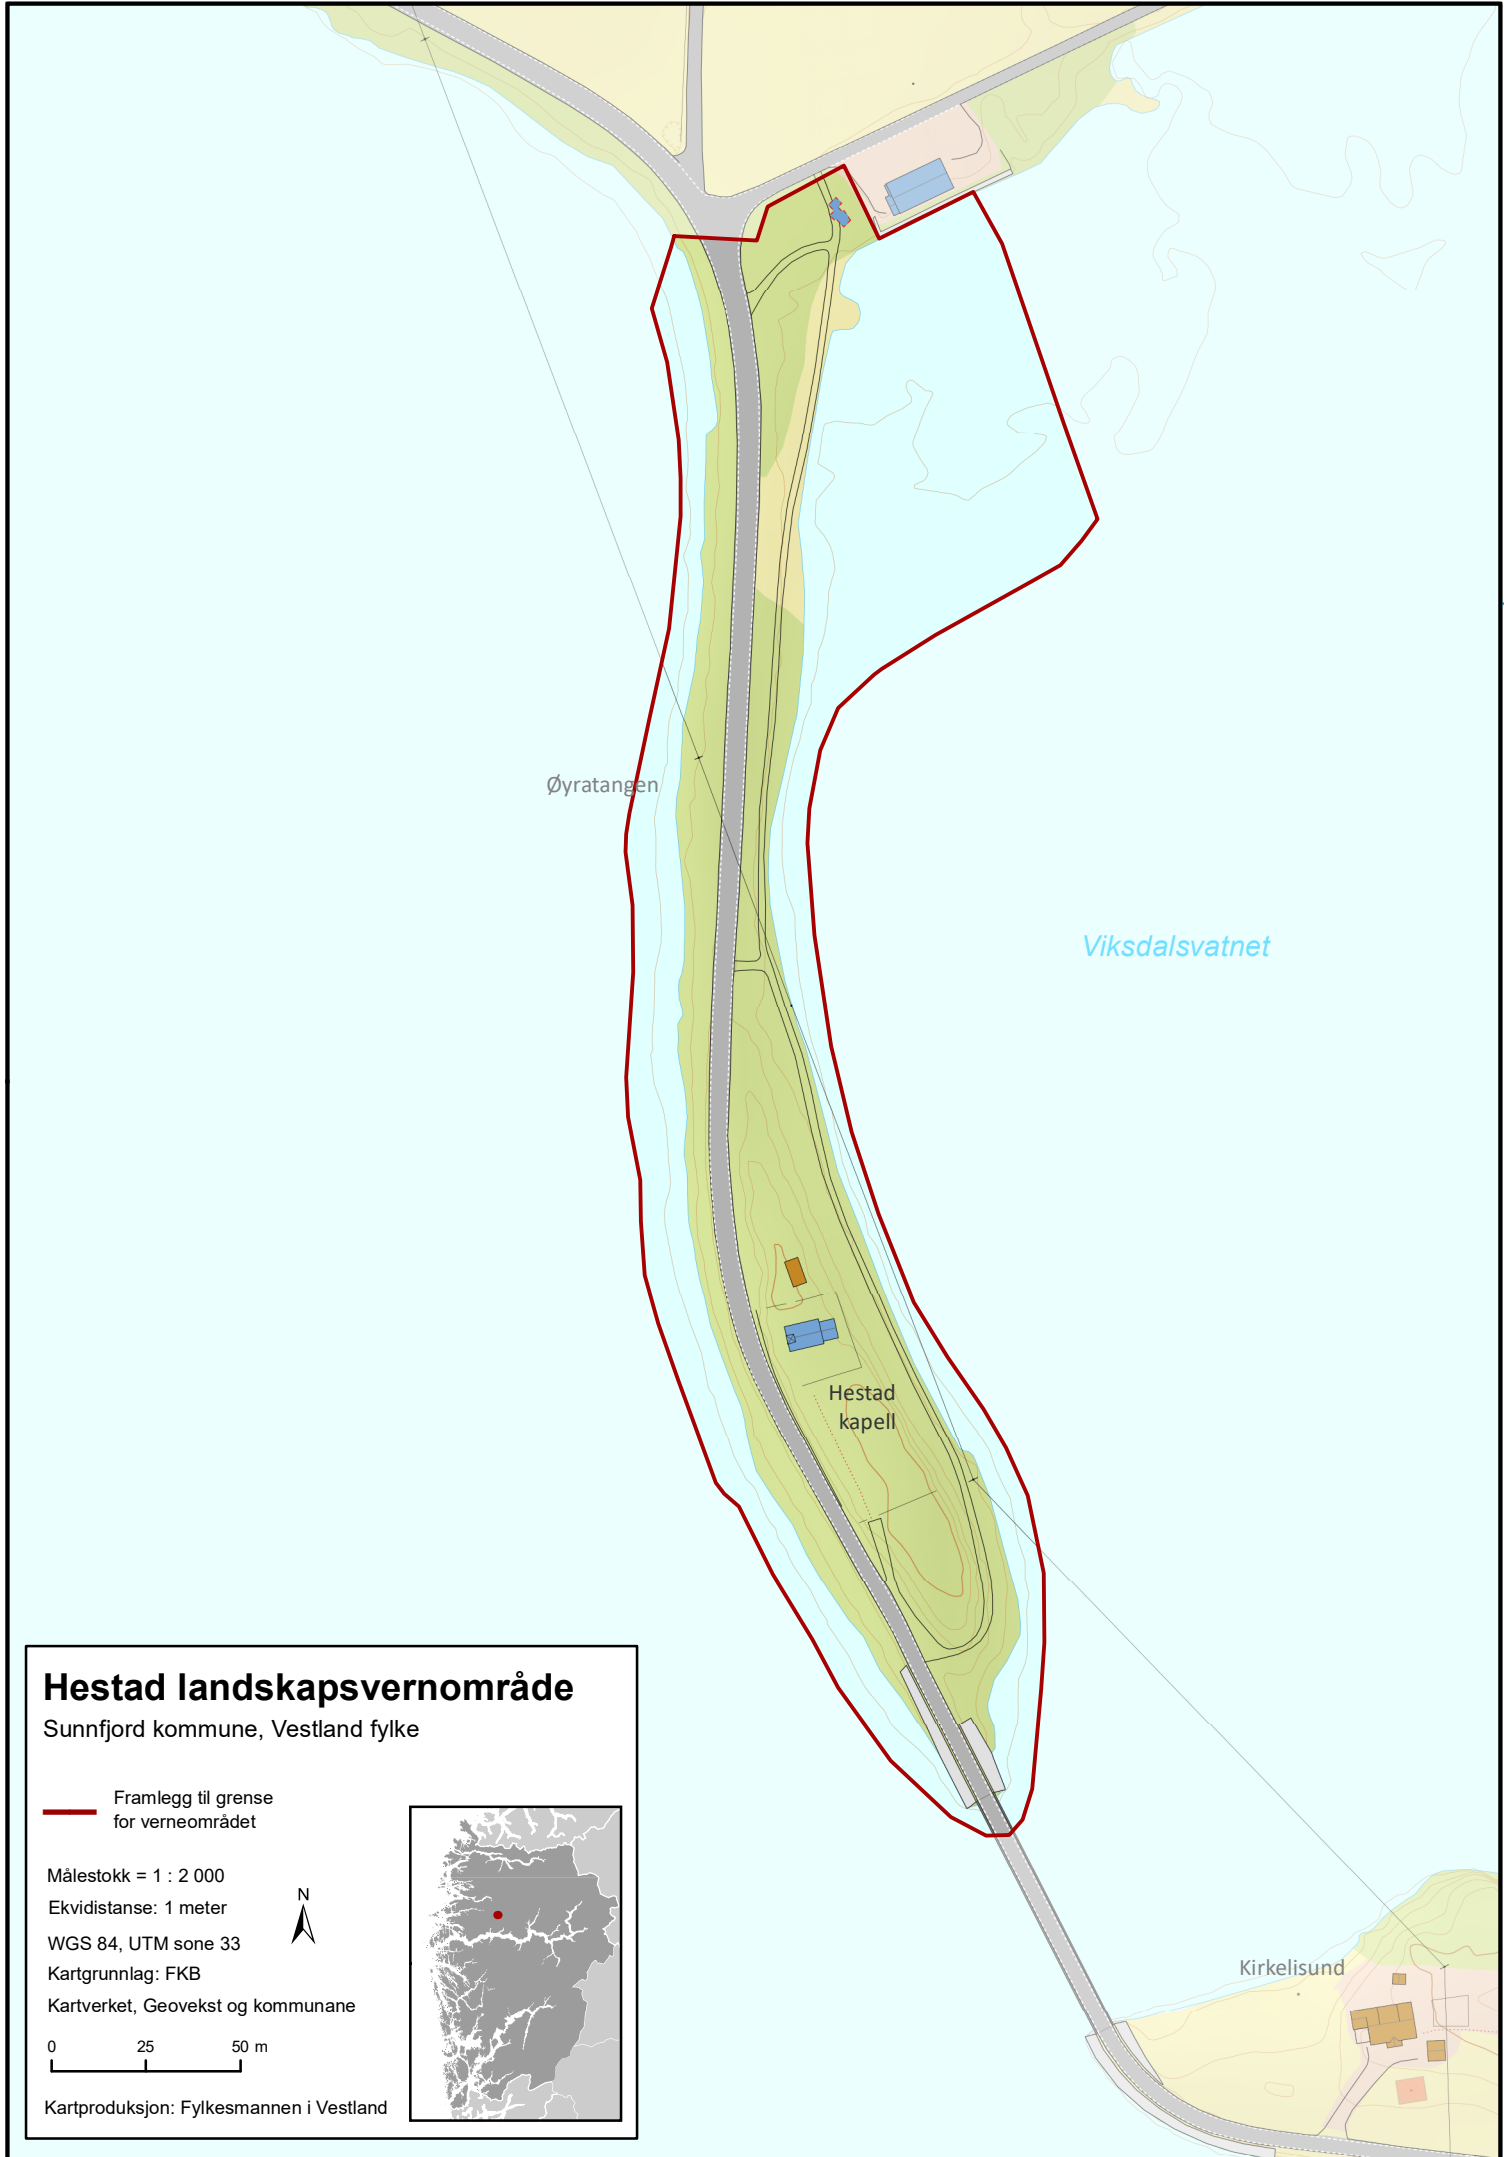 Øyratangen
Viksdalsvatnet
Hestad
kapell
Kirkelisund
Hestad landskapsvernområde
Sunnfjord kommune, Vestland fylke
Framlegg til grense
for verneområdet
Målestokk = 1 : 2 000
Ekvidistanse: 1 meter
N
WGS 84, UTM sone 33
Kartgrunnlag: FKB
Kartverket, Geovekst og kommunane
0 25 50 m
Kartproduksjon: Fylkesmannen i Vestland